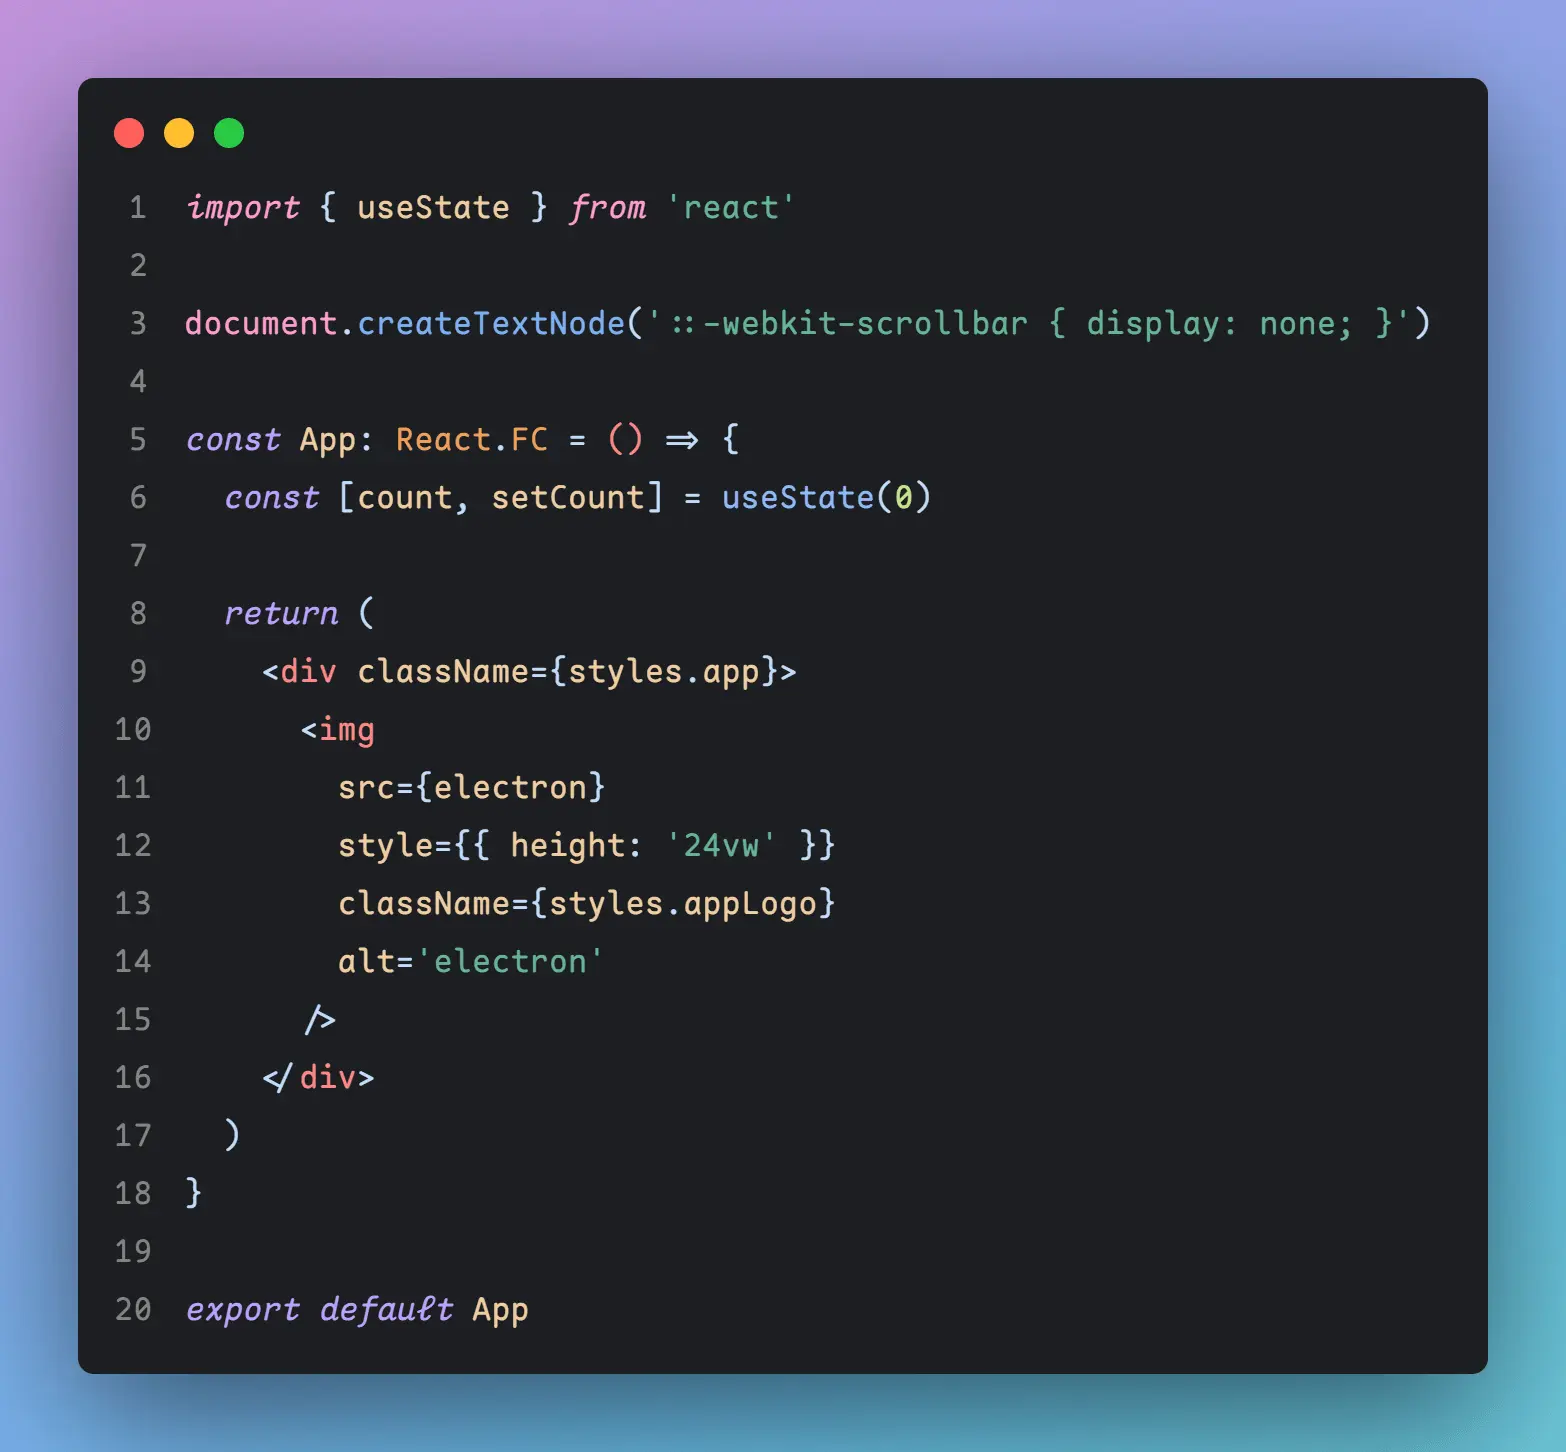 1 import { useState } from 'react'
2
3 document.createTextNode('::-webkit-scrollbar { display: none; }')
4
5 const App: React.FC = () => {
6   const [count, setCount] = useState(0)
7
8   return (
9     <div className={styles.app}>
10       <img
11         src={electron}
12         style={{ height: '24vw' }}
13         className={styles.appLogo}
14         alt='electron'
15       />
16     </div>
17   )
18 }
19
20 export default App